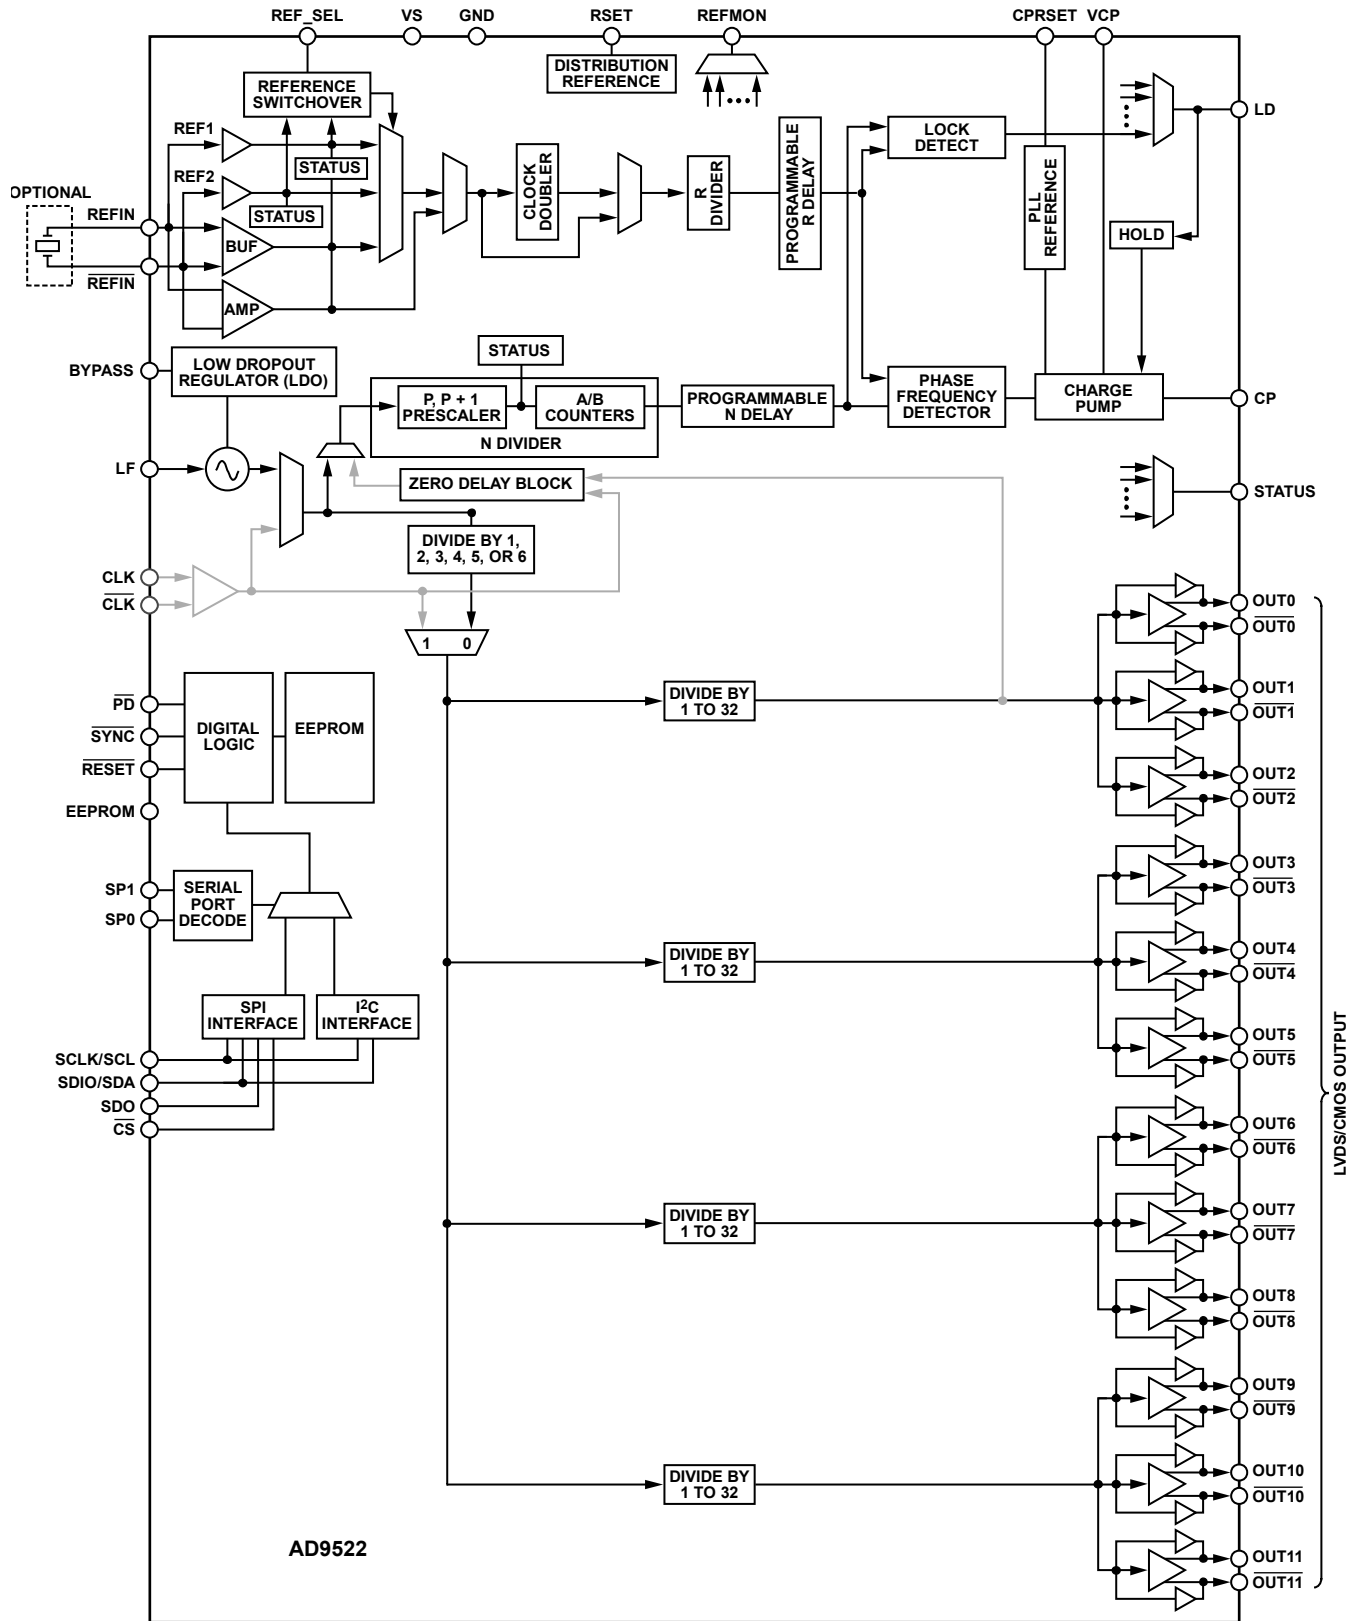 REF_SEL
VS
GND
RSET
REFMON
CPRSET
VCP
REFERENCE
SWITCHOVER
DISTRIBUTION
REFERENCE
REF1
REF2
STATUS
STATUS
OPTIONAL
REFIN
REFIN
BUF
AMP
CLOCK
DOUBLER
R
DIVIDER
PROGRAMMABLE
R DELAY
LOCK
DETECT
PLL
REFERENCE
LD
HOLD
BYPASS
LOW DROPOUT
REGULATOR (LDO)
STATUS
P, P + 1
PRESCALER
A/B
COUNTERS
N DIVIDER
PROGRAMMABLE
N DELAY
PHASE
FREQUENCY
DETECTOR
CHARGE
PUMP
CP
LF
ZERO DELAY BLOCK
STATUS
DIVIDE BY 1,
2, 3, 4, 5, OR 6
CLK
CLK
1 0
PD
SYNC
RESET
EEPROM
DIGITAL
LOGIC
EEPROM
SP1
SP0
SERIAL
PORT
DECODE
SPI
INTERFACE
I2C
INTERFACE
SCLK/SCL
SDIO/SDA
SDO
CS
DIVIDE BY
1 TO 32
DIVIDE BY
1 TO 32
DIVIDE BY
1 TO 32
DIVIDE BY
1 TO 32
OUT0
OUT0
OUT1
OUT1
OUT2
OUT2
OUT3
OUT3
OUT4
OUT4
OUT5
OUT5
OUT6
OUT6
OUT7
OUT7
OUT8
OUT8
OUT9
OUT9
OUT10
OUT10
OUT11
OUT11
LVDS/CMOS OUTPUT
AD9522